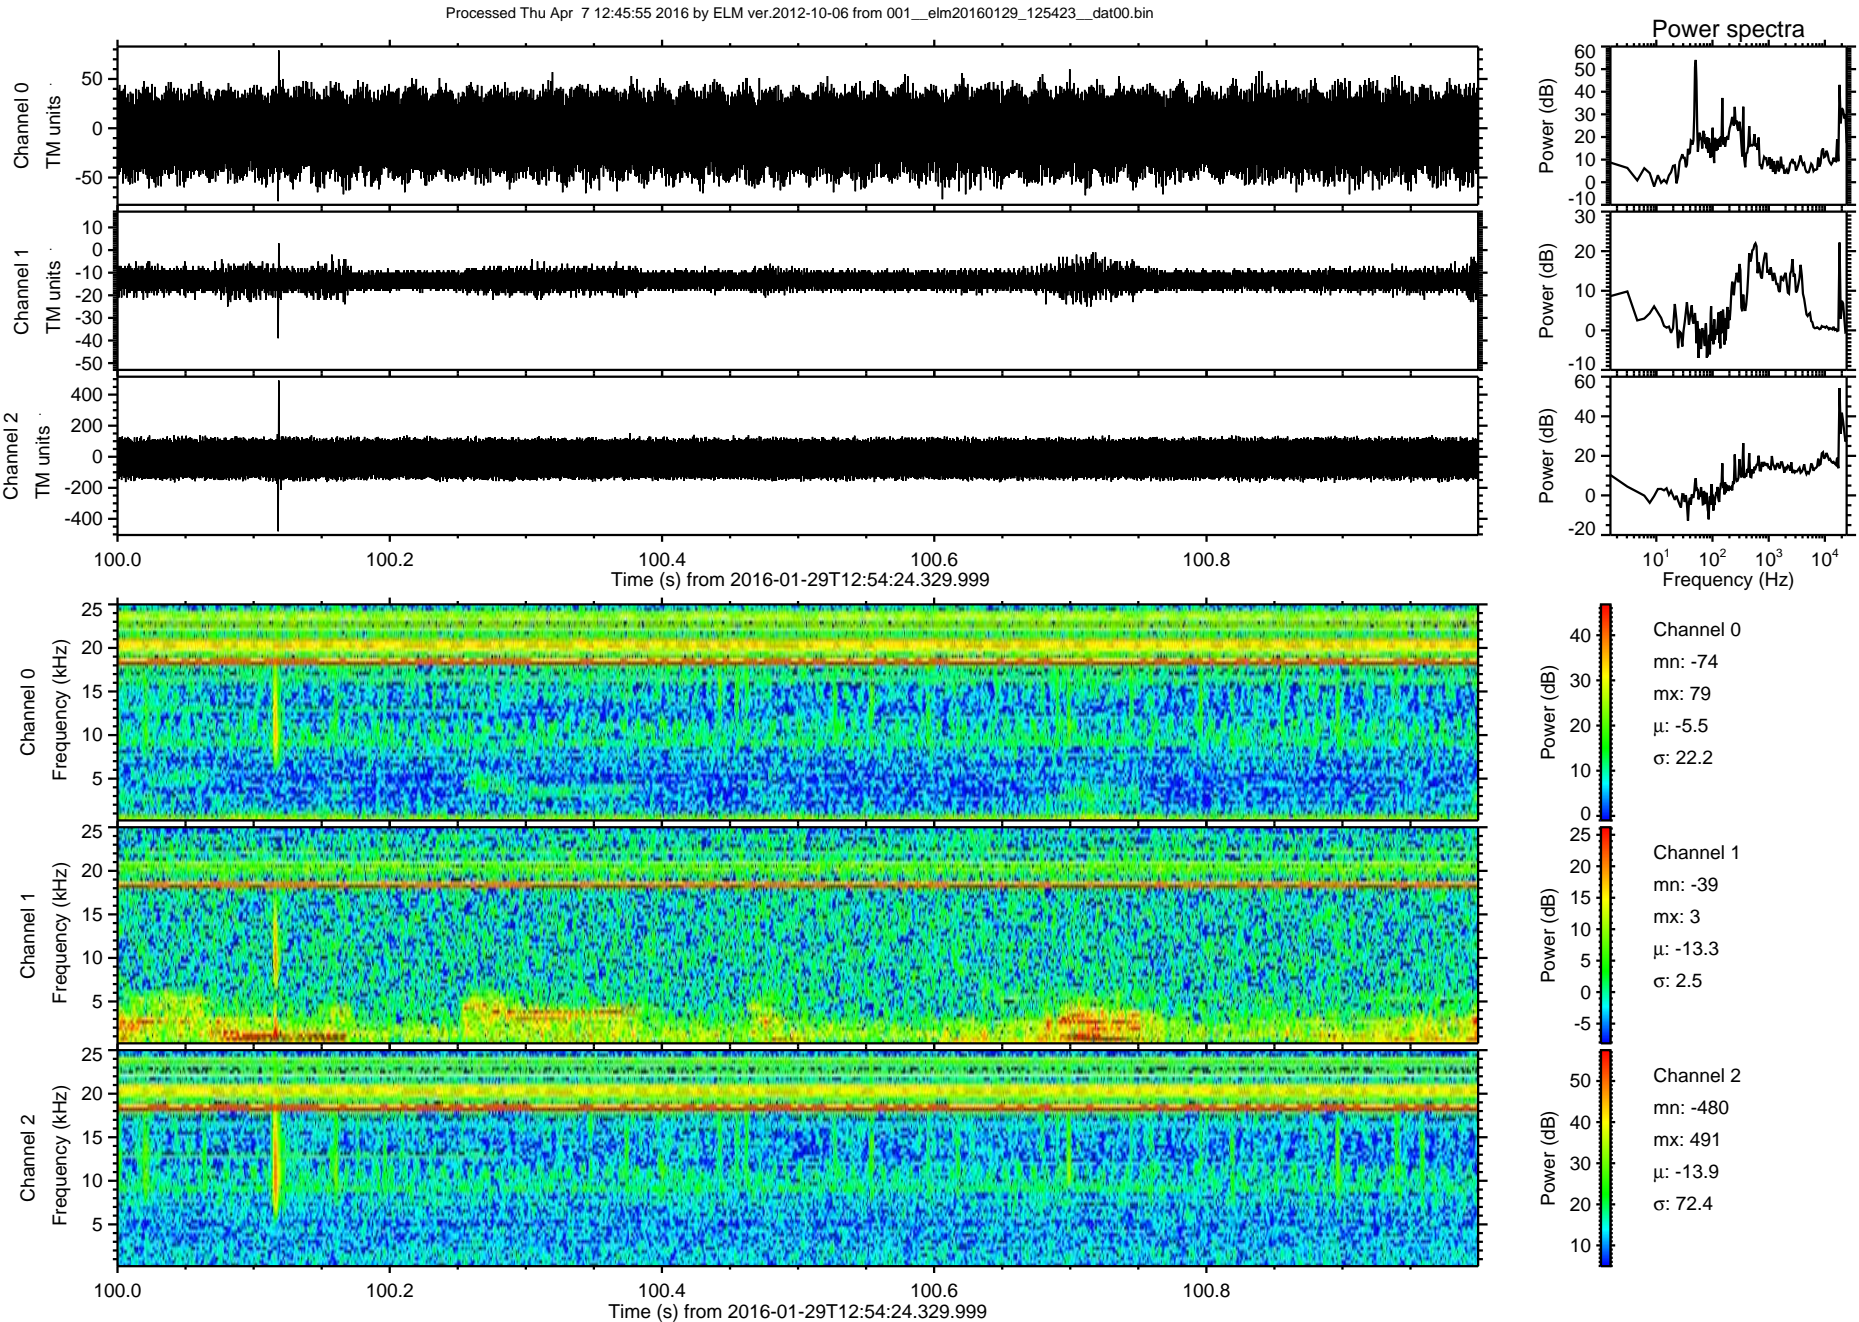 Processed Thu Apr  7 12:45:55 2016 by ELM ver.2012-10-06 from 001__elm20160129_125423__dat00.bin
Power spectra
Channel 0
TM units
50
0
-50
Power (dB)
60
50
40
30
20
10
0
-10
Channel 1
TM units
10
0
-10
-20
-30
-40
-50
Power (dB)
30
20
10
0
-10
Channel 2
TM units
400
200
0
-200
-400
Power (dB)
60
40
20
0
-20
100.0 100.2 100.4 100.6 100.8
Time (s) from 2016-01-29T12:54:24.329.999
10¹ 10² 10³ 10⁴
Frequency (Hz)
Channel 0
Frequency (kHz)
25
20
15
10
5
Power (dB)
40
30
20
10
0
Channel 0
mn: -74
mx: 79
μ: -5.5
σ: 22.2
Channel 1
Frequency (kHz)
25
20
15
10
5
Power (dB)
25
20
15
10
5
0
-5
Channel 1
mn: -39
mx: 3
μ: -13.3
σ: 2.5
Channel 2
Frequency (kHz)
25
20
15
10
5
Power (dB)
50
40
30
20
10
Channel 2
mn: -480
mx: 491
μ: -13.9
σ: 72.4
100.0 100.2 100.4 100.6 100.8
Time (s) from 2016-01-29T12:54:24.329.999